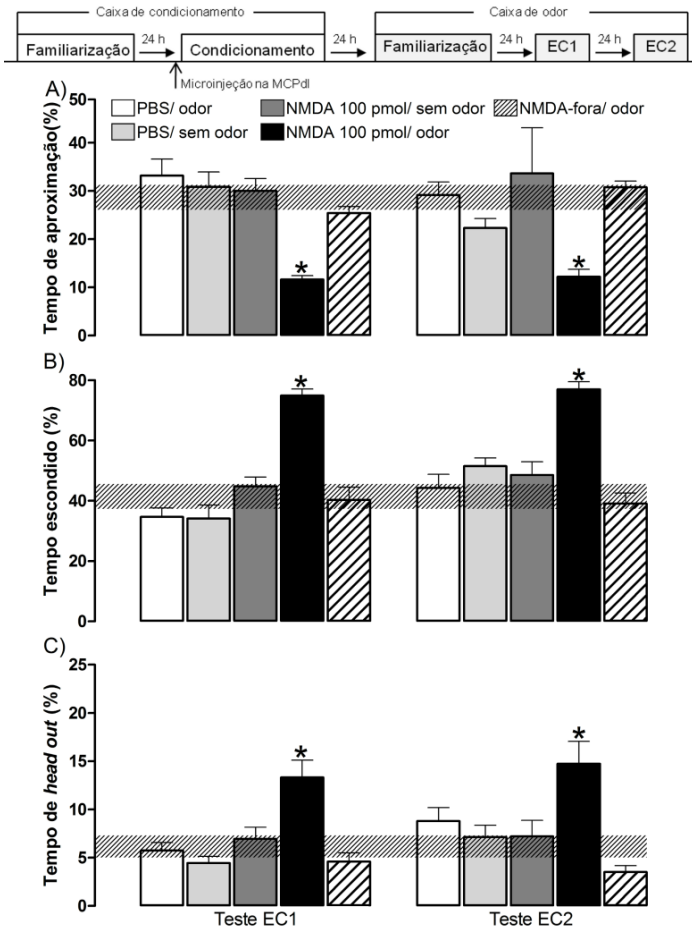 Caixa de condicionamento
Caixa de odor
Familiarização 24 h Condicionamento 24 h Familiarização 24 h EC1 24 h EC2
Microinjeção na MCPdl
A)
PBS/ odor NMDA 100 pmol/ sem odor NMDA-fora/ odor
PBS/ sem odor NMDA 100 pmol/ odor
Tempo de aproximação(%)
50
40
30
20
10
0
* *
B)
Tempo escondido (%)
80
60
40
20
0
* *
C)
Tempo de head out (%)
25
20
15
10
5
0
* *
Teste EC1 Teste EC2